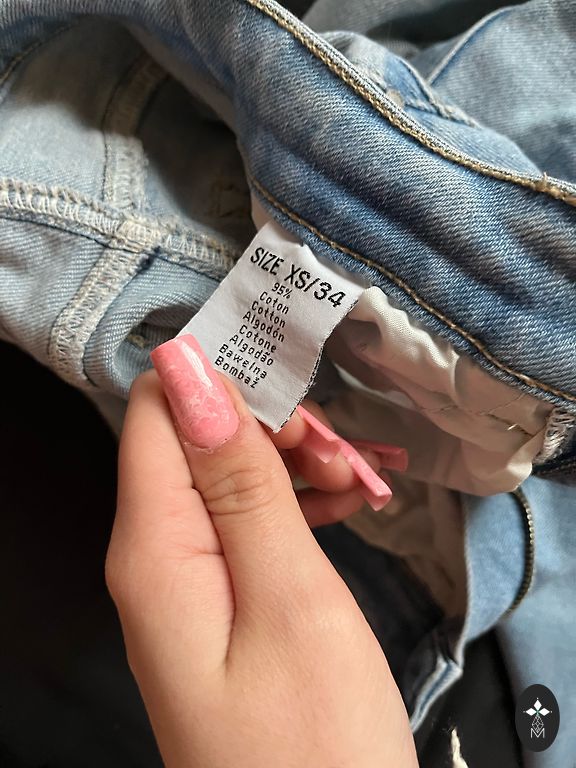 SIZE XS/34
95%
Coton
Cotton
Algodón
Cotone
Algodão
Bawełna
Bombaž
M